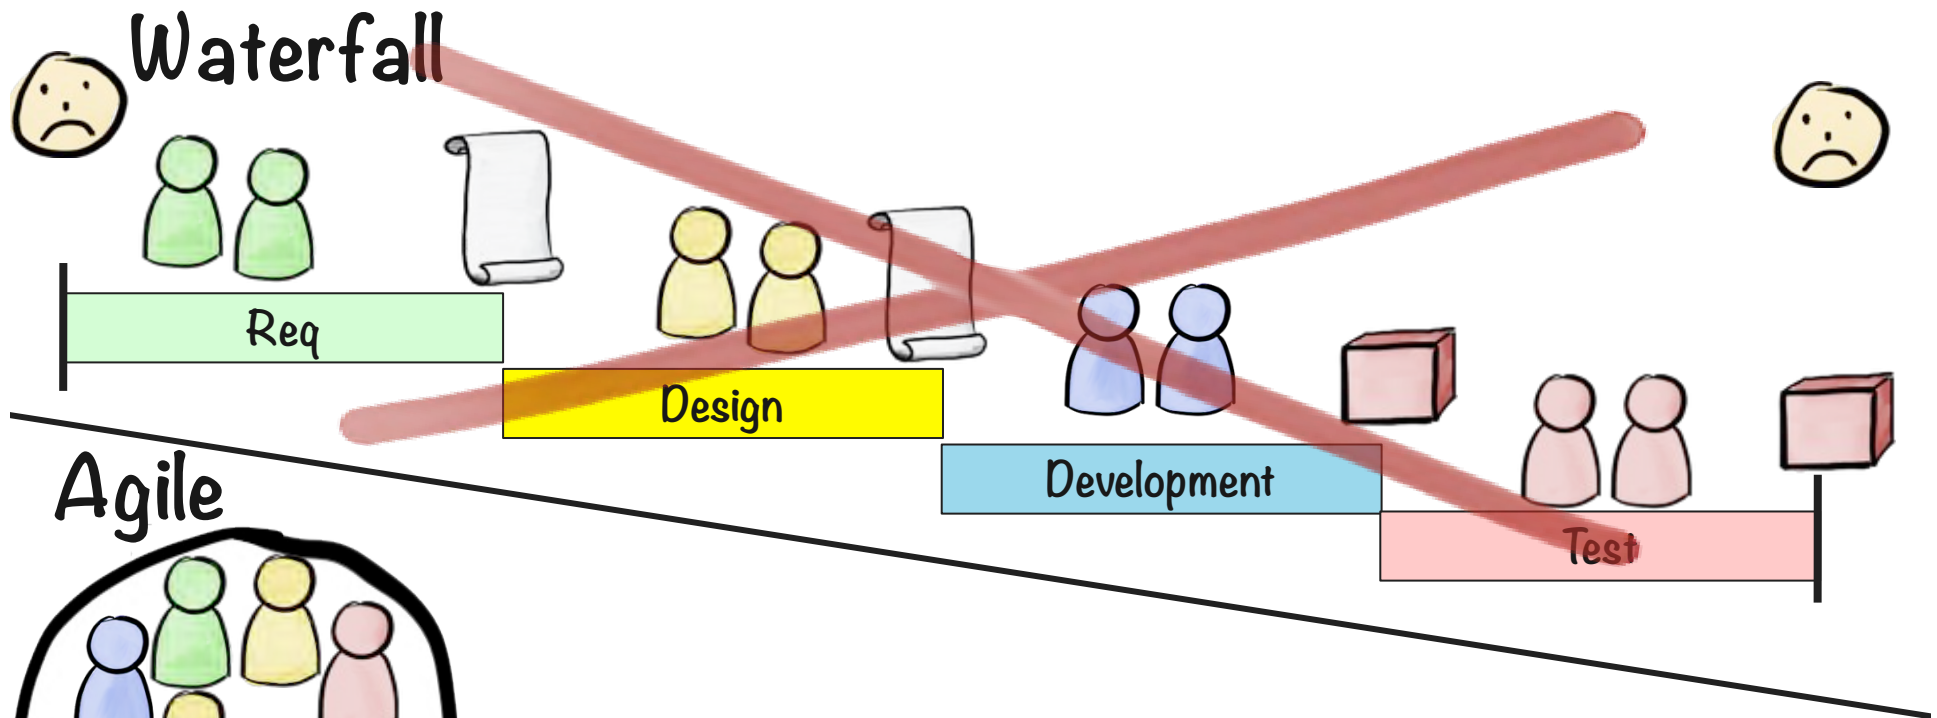 Waterfall
Req
Design
Development
Test
Agile